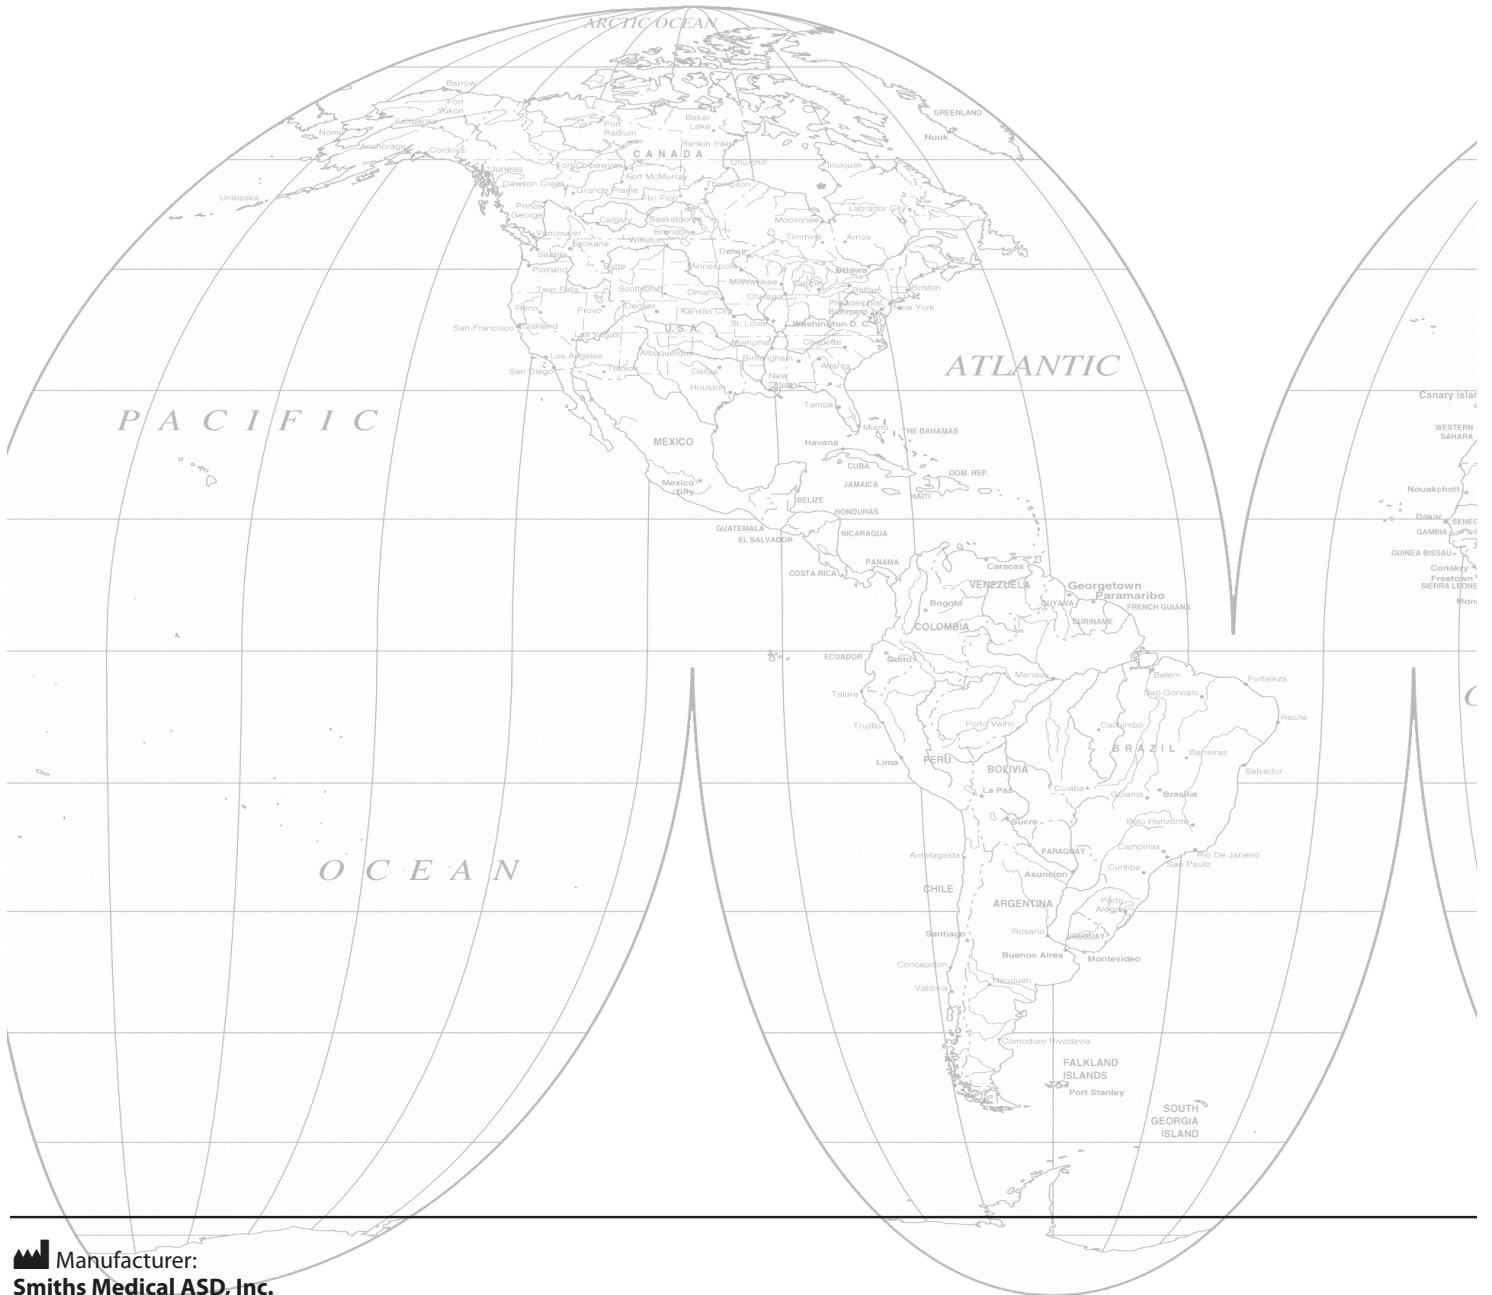 ARCTIC OCEAN
Barrow
Fort
Yukon
Fairbanks
Nome
Anchorage
Cordova
Unalaska
Juneau
GREENLAND
Nuuk
Port
Radium
Baker
Lake
Rankin Inlet
CANADA
Churchill
Inukjuak
Fort Chipewyan
Fort McMurray
Dawson Creek
Grande Prairie
Thompson
Flin Flon
Prince
George
Labrador City
Calgary
Saskatoon
Moosonee
Vancouver
Brandon
Timmins
Amos
Spokane
Williston
Seattle
Duluth
Portland
Butte
Minneapolis
Ottawa
Twin Falls
Scottsbluff
Milwaukee
Detroit
Buffalo
Boston
Omaha
Chicago
Reno
Provo
Denver
Kansas City
Philadelphia
Baltimore
New York
San Francisco
Oakland
U.S.A.
St. Louis
Washington D. C.
Las Vegas
Memphis
Charlotte
Los Angeles
Albuquerque
Birmingham
San Diego
Tucson
Dallas
Atlanta
Houston
New
Orleans
ATLANTIC
Tampa
Miami
PACIFIC
THE BAHAMAS
MEXICO
Havana
CUBA
DOM. REP.
Mexico
City
JAMAICA
HAITI
BELIZE
HONDURAS
GUATEMALA
EL SALVADOR
NICARAGUA
COSTA RICA
PANAMA
Caracas
VENEZUELA
Georgetown
Paramaribo
Bogota
GUYANA
FRENCH GUIANA
SURINAME
COLOMBIA
ECUADOR
Quito
Manaus
Belem
Fortaleza
Talara
Sao Goncalo
Trujillo
Porto Velho
Cachimbo
Recife
Lima
PERU
BRAZIL
Barreiras
BOLIVIA
Salvador
La Paz
Cuiaba
Goiania
Brasilia
Sucre
Belo Horizonte
Antofagasta
PARAGUAY
Campinas
Rio De Janeiro
Sao Paulo
Asuncion
Curitiba
OCEAN
CHILE
ARGENTINA
Porto
Alegre
Santiago
Rosario
URUGUAY
Buenos Aires
Montevideo
Concepcion
Valdivia
Neuquen
Comodoro Rivadavia
FALKLAND
ISLANDS
Port Stanley
SOUTH
GEORGIA
ISLAND
WESTERN
SAHARA
Nouakchott
Dakar
GAMBIA
GUINEA BISSAU
Conakry
Freetown
SIERRA LEONE
Manufacturer:
Smiths Medical ASD, Inc.